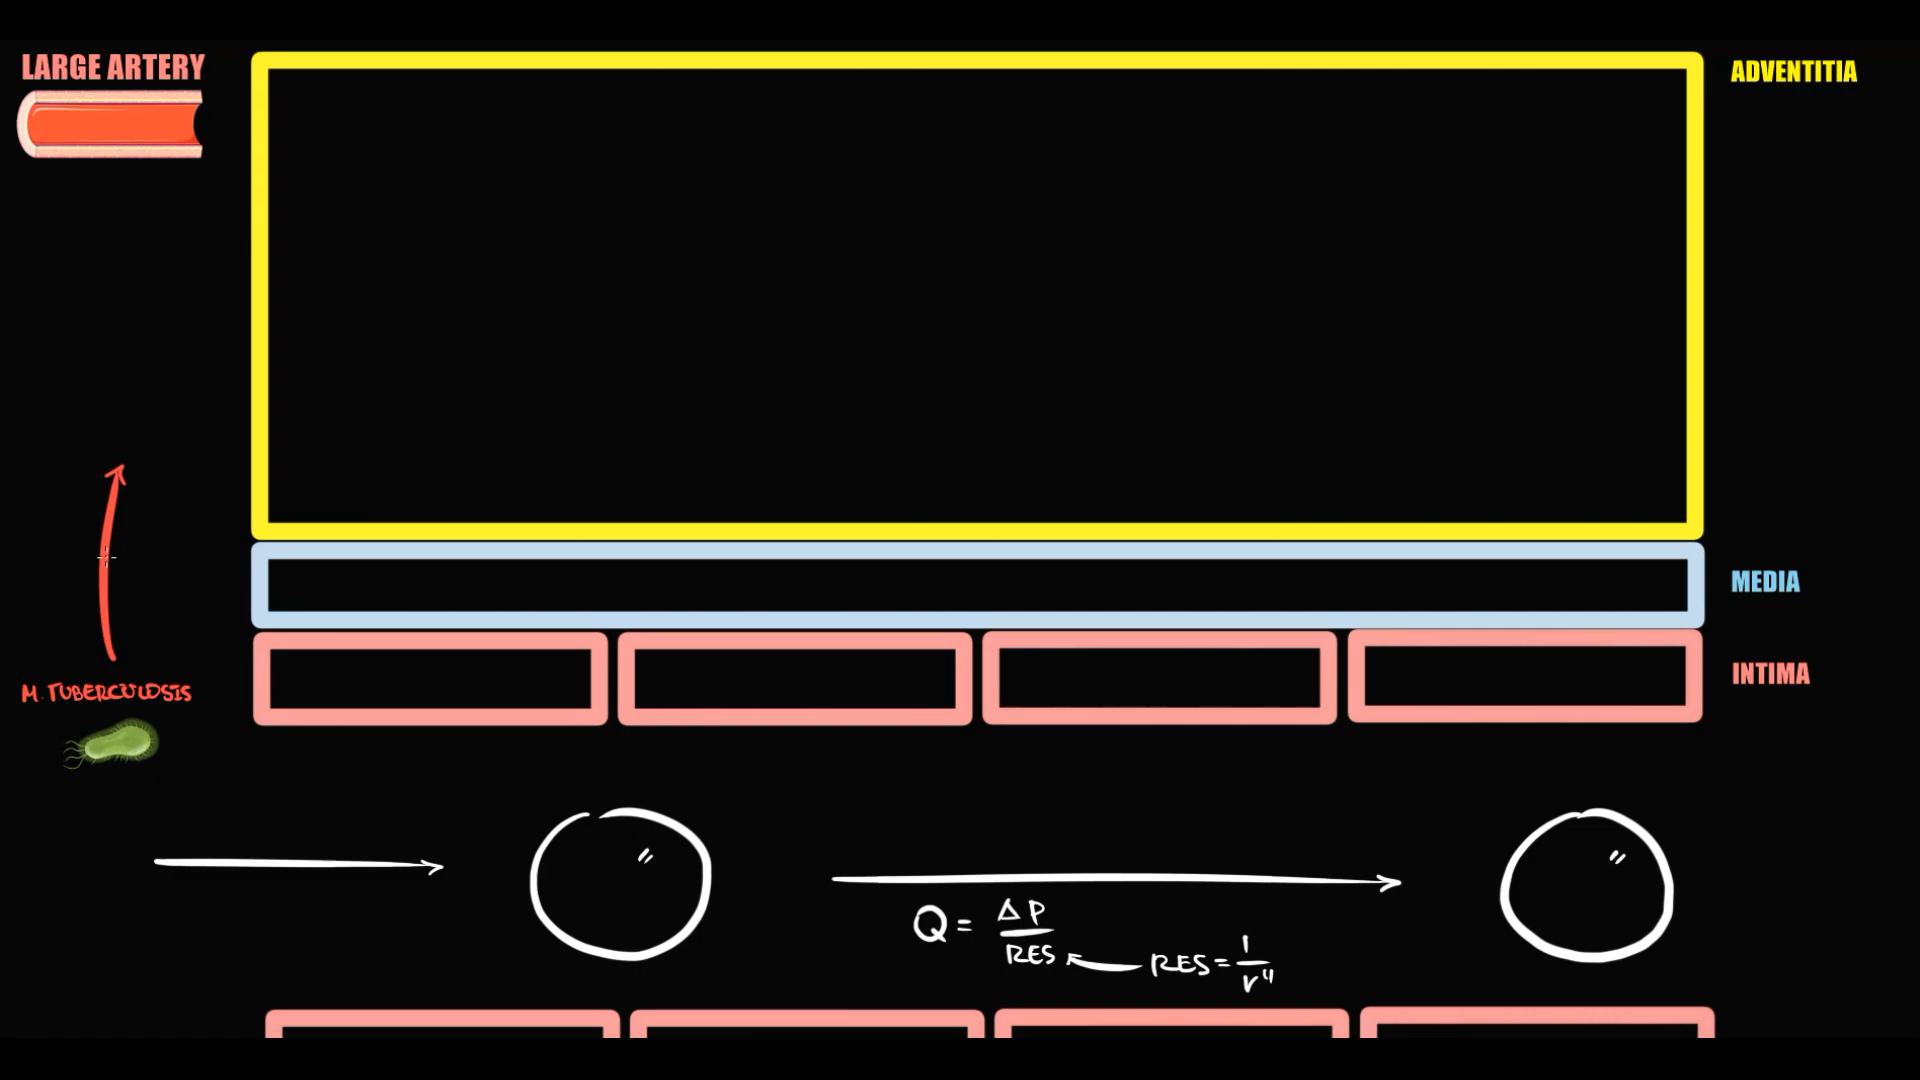 LARGE ARTERY
ADVENTITIA
MEDIA
INTIMA
M. TUBERCULOSIS
Q = ΔP / RES
RES = 1 / r⁴